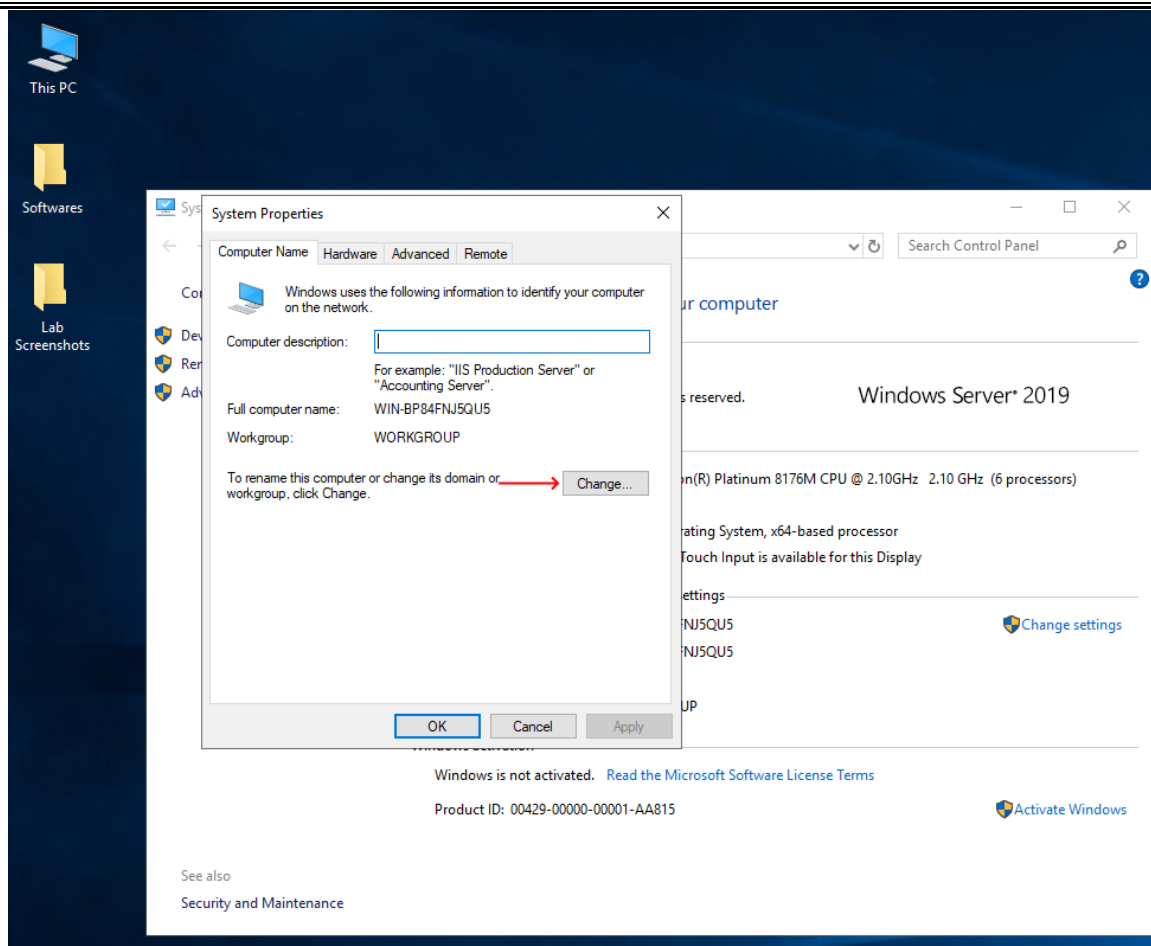 This PC
Softwares
Lab
Screenshots
Sys
System Properties
Search Control Panel
Computer Name Hardware Advanced Remote
Windows uses the following information to identify your computer
on the network.
Computer description:
For example: "IIS Production Server" or
"Accounting Server".
Full computer name: WIN-BP84FNJ5QU5
Workgroup: WORKGROUP
To rename this computer or change its domain or
workgroup, click Change.
Change...
OK Cancel Apply
Cor
Dev
Rer
Adv
ur computer
s reserved.
Windows Server® 2019
on(R) Platinum 8176M CPU @ 2.10GHz 2.10 GHz (6 processors)
rating System, x64-based processor
Touch Input is available for this Display
ettings
FNJ5QU5
Change settings
FNJ5QU5
UP
Windows activation
Windows is not activated. Read the Microsoft Software License Terms
Product ID: 00429-00000-00001-AA815
Activate Windows
See also
Security and Maintenance